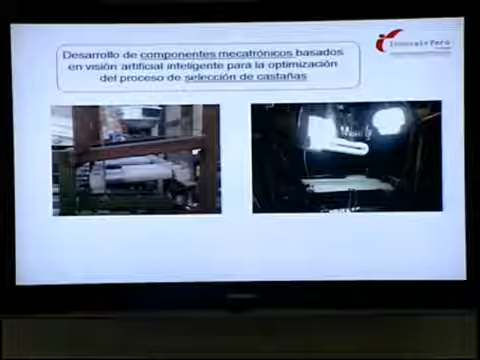 Desarrollo de componentes mecatrónicos basados
en visión artificial inteligente para la optimización
del proceso de selección de castañas
Innóvate Perú